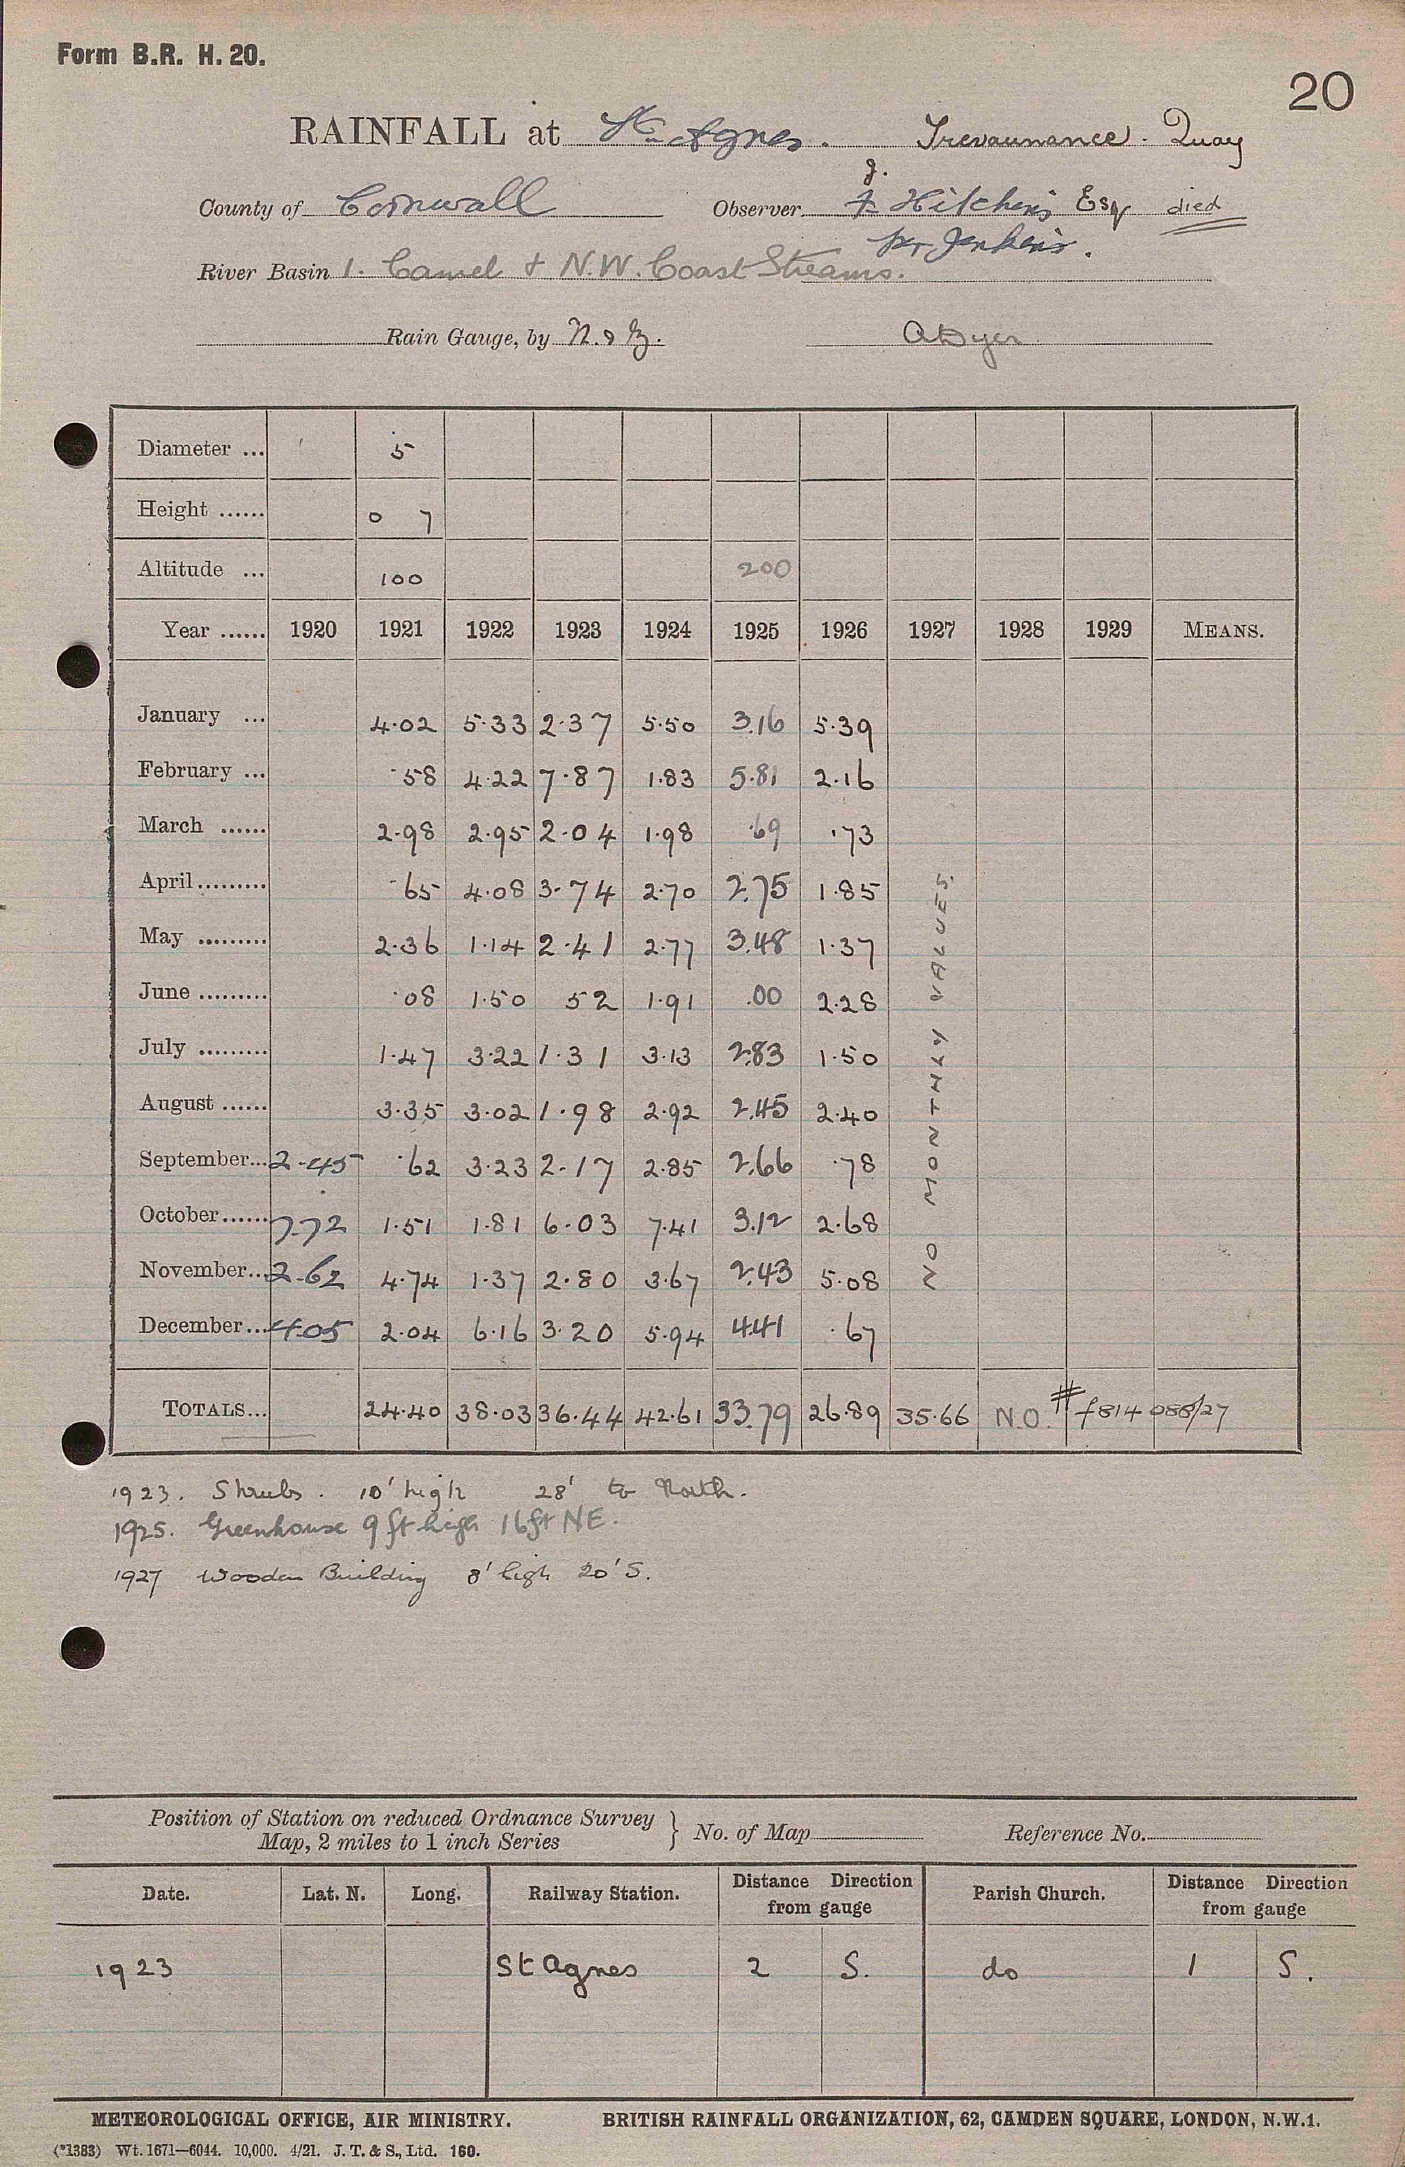 Form B.R. H. 20.
20
RAINFALL at St. Agnes. Trevaunance. Quay
J.
County of Cornwall Observer F Hitchens Esq died
per Jenkins.
River Basin 1. Camel & N.W. Coast Streams.
Rain Gauge, by N. & Z. A Dyer
Diameter ... 5
Height ...... 0 7
Altitude ... 100 200
Year ...... 1920 1921 1922 1923 1924 1925 1926 1927 1928 1929 MEANS.
January ... 4.02 5.33 2.37 5.50 3.16 5.39
February ... .58 4.22 7.87 1.83 5.81 2.16
March ...... 2.98 2.95 2.04 1.98 .69 .73
April ......... .65 4.08 3.74 2.70 2.75 1.85
May ......... 2.36 1.14 2.41 2.77 3.48 1.37
June ......... .08 1.50 52 1.91 .00 2.28
July ......... 1.47 3.22 1.31 3.13 2.83 1.50
August ...... 3.35 3.02 1.98 2.92 2.45 2.40
September... 2.45 .62 3.23 2.17 2.85 2.66 .78
October...... 7.72 1.51 1.81 6.03 7.41 3.12 2.68
November... 2.62 4.74 1.37 2.80 3.67 2.43 5.08
December... 4.05 2.04 6.16 3.20 5.94 4.41 .67
NO MONTHLY VALUES.
TOTALS... 24.40 38.03 36.44 42.61 33.79 26.89 35.66 N.O. # f814 088/27
1923. Shrubs. 10' high 28' to North.
1925. Greenhouse 9 ft high 16ft NE.
1927 Wooden Building 8' high 20' S.
Position of Station on reduced Ordnance Survey
Map, 2 miles to 1 inch Series } No. of Map Reference No.
Date. Lat. N. Long. Railway Station. Distance Direction from gauge Parish Church. Distance Direction from gauge
1923 St Agnes 2 S. do 1 S.
METEOROLOGICAL OFFICE, AIR MINISTRY. BRITISH RAINFALL ORGANIZATION, 62, CAMDEN SQUARE, LONDON, N.W.1.
(*1383) Wt. 1671—6044. 10,000. 4/21. J. T. & S., Ltd. 160.